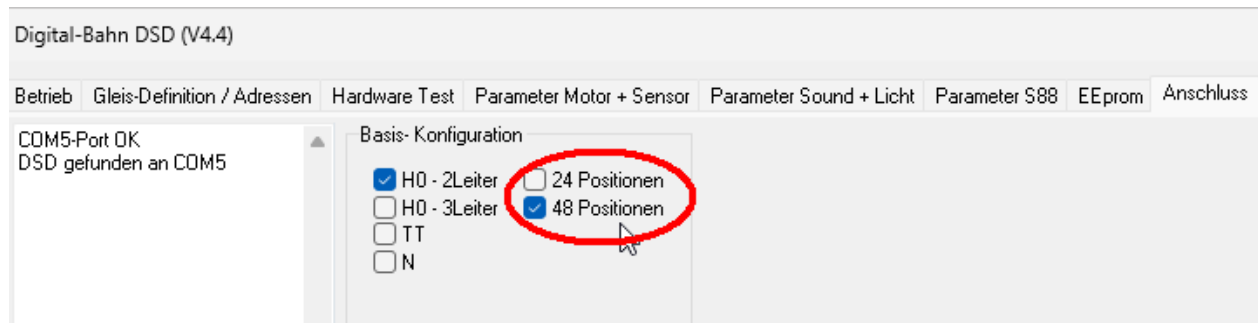 Digital-Bahn DSD (V4.4)
Betrieb Gleis-Definition / Adressen Hardware Test Parameter Motor + Sensor Parameter Sound + Licht Parameter S88 EEprom Anschluss
COM5-Port OK
DSD gefunden an COM5
Basis- Konfiguration
H0 - 2Leiter 24 Positionen
H0 - 3Leiter 48 Positionen
TT
N